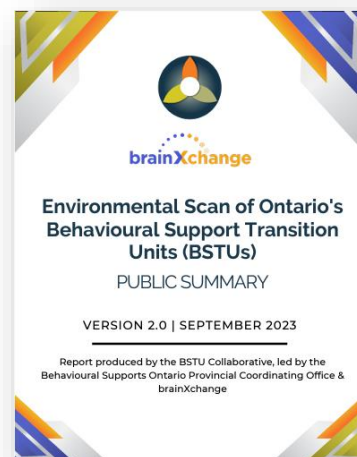 brainXchange
Environmental Scan of Ontario's
Behavioural Support Transition
Units (BSTUs)
PUBLIC SUMMARY
VERSION 2.0 | SEPTEMBER 2023
Report produced by the BSTU Collaborative, led by the
Behavioural Supports Ontario Provincial Coordinating Office &
brainXchange